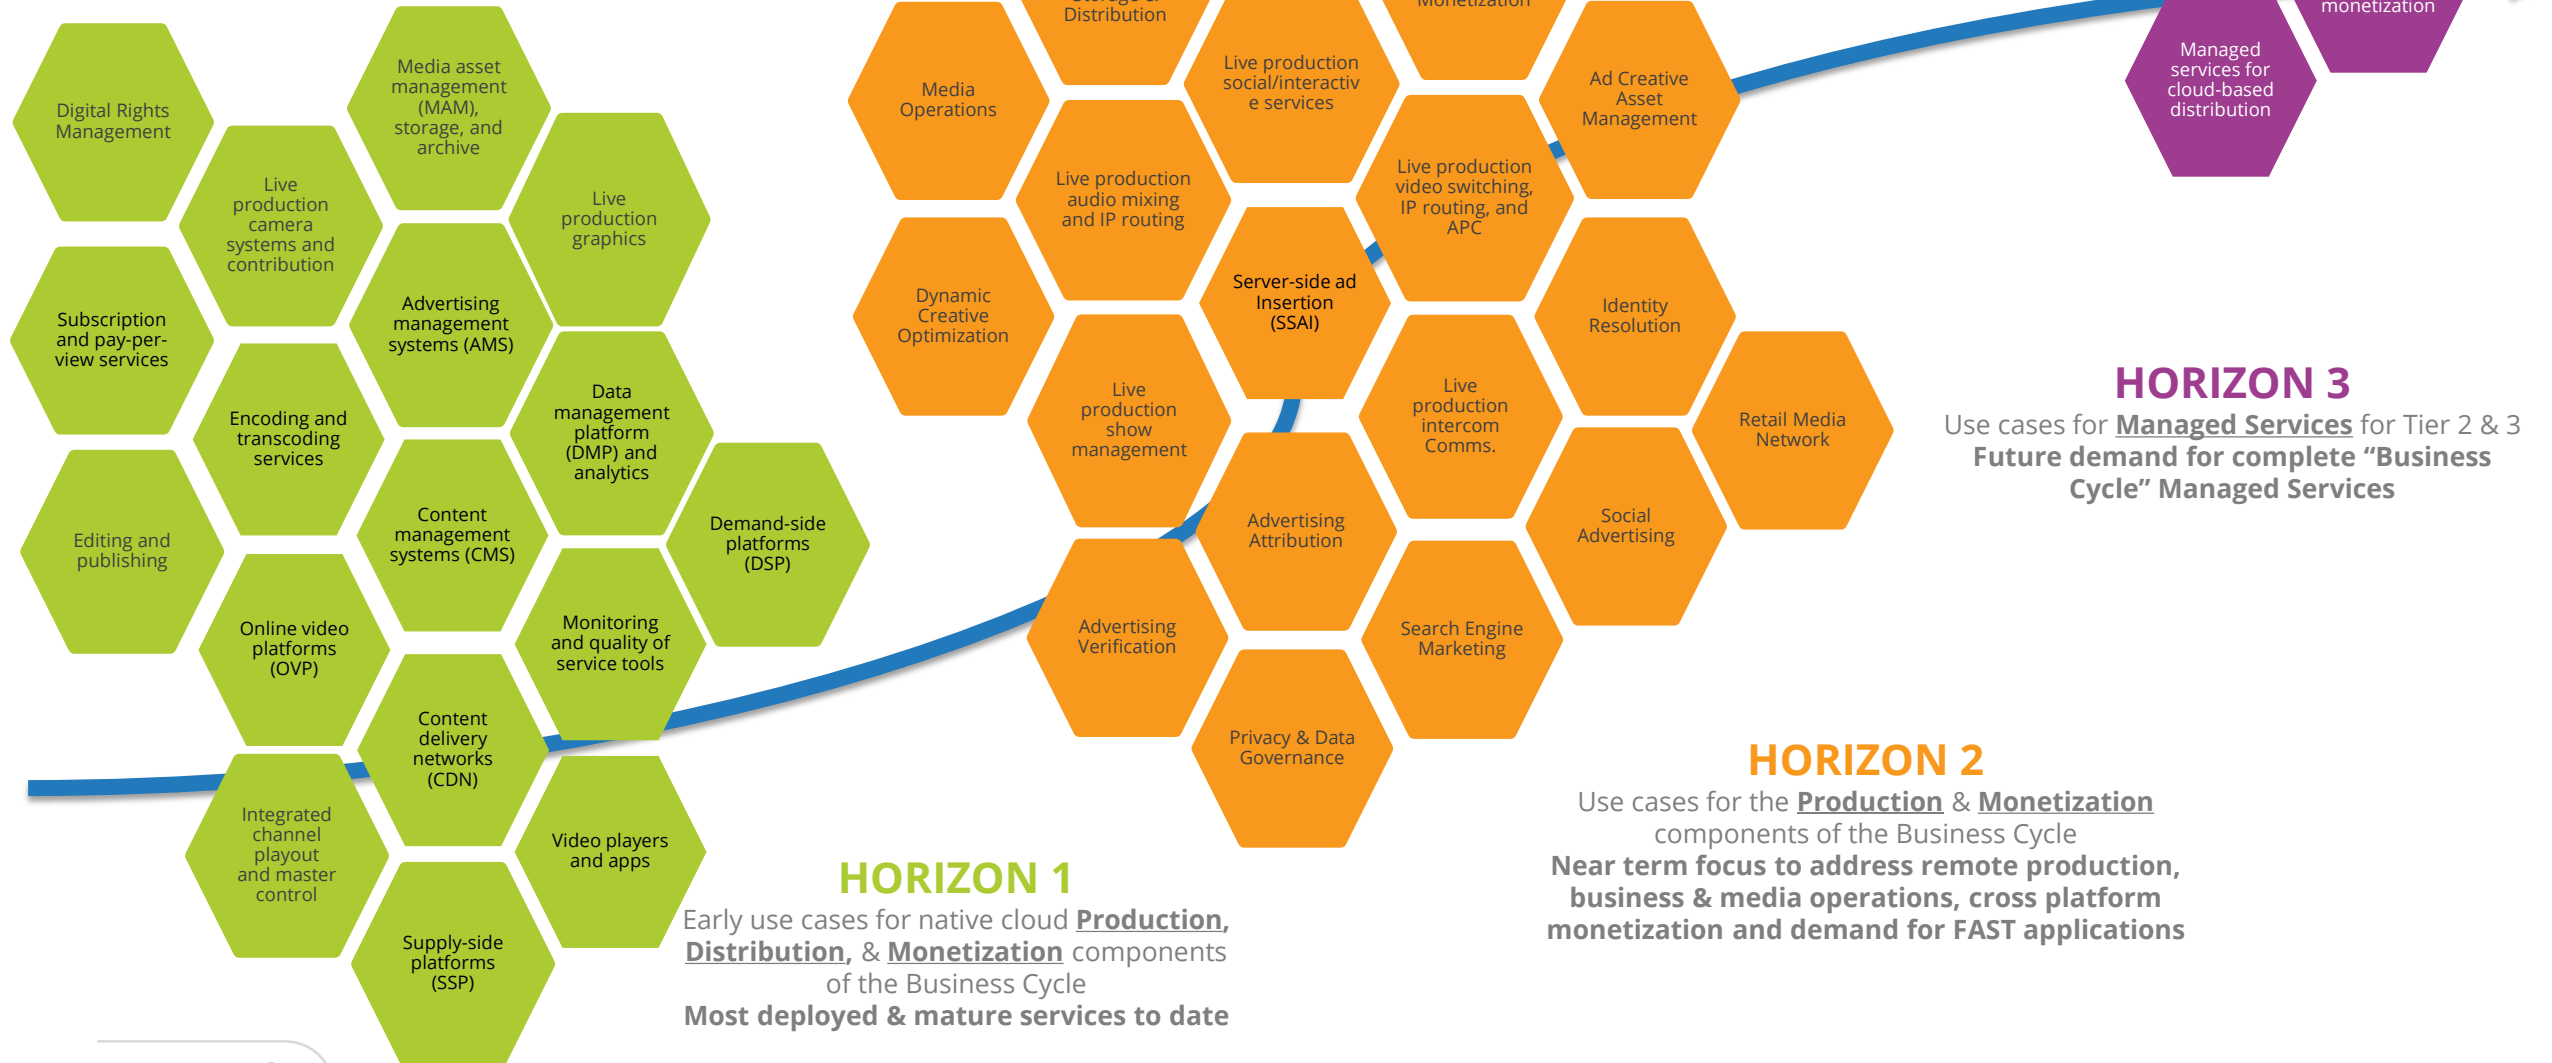 Digital Rights
Management
Media asset
management
(MAM),
storage, and
archive
Live
production
camera
systems and
contribution
Live
production
graphics
Subscription
and pay-per-
view services
Advertising
management
systems (AMS)
Encoding and
transcoding
services
Data
management
platform
(DMP) and
analytics
Editing and
publishing
Content
management
systems (CMS)
Demand-side
platforms
(DSP)
Online video
platforms
(OVP)
Monitoring
and quality of
service tools
Content
delivery
networks
(CDN)
Integrated
channel
playout
and master
control
Video players
and apps
Supply-side
platforms
(SSP)
HORIZON 1
Early use cases for native cloud Production,
Distribution, & Monetization components
of the Business Cycle
Most deployed & mature services to date
Storage &
Distribution
Monetization
Media
Operations
Live production
social/interactiv
e services
Ad Creative
Asset
Management
Live production
audio mixing
and IP routing
Live production
video switching,
IP routing, and
APC
Dynamic
Creative
Optimization
Server-side ad
Insertion
(SSAI)
Identity
Resolution
Live
production
show
management
Live
production
intercom
Comms.
Retail Media
Network
Advertising
Attribution
Social
Advertising
Advertising
Verification
Search Engine
Marketing
Privacy & Data
Governance
HORIZON 2
Use cases for the Production & Monetization
components of the Business Cycle
Near term focus to address remote production,
business & media operations, cross platform
monetization and demand for FAST applications
monetization
Managed
services for
cloud-based
distribution
HORIZON 3
Use cases for Managed Services for Tier 2 & 3
Future demand for complete “Business
Cycle” Managed Services